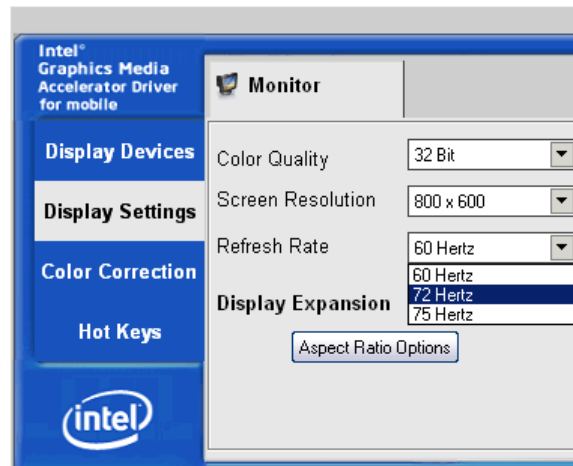 Intel®
Graphics Media
Accelerator Driver
for mobile
Monitor
Display Devices
Display Settings
Color Correction
Hot Keys
intel
Color Quality
32 Bit
Screen Resolution
800 x 600
Refresh Rate
60 Hertz
60 Hertz
72 Hertz
75 Hertz
Display Expansion
Aspect Ratio Options